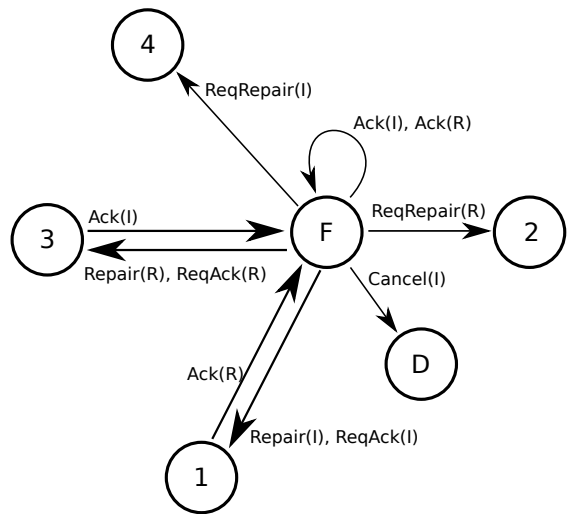 4
ReqRepair(I)
Ack(I), Ack(R)
Ack(I)
ReqRepair(R)
3
F
2
Repair(R), ReqAck(R)
Cancel(I)
D
Ack(R)
Repair(I), ReqAck(I)
1